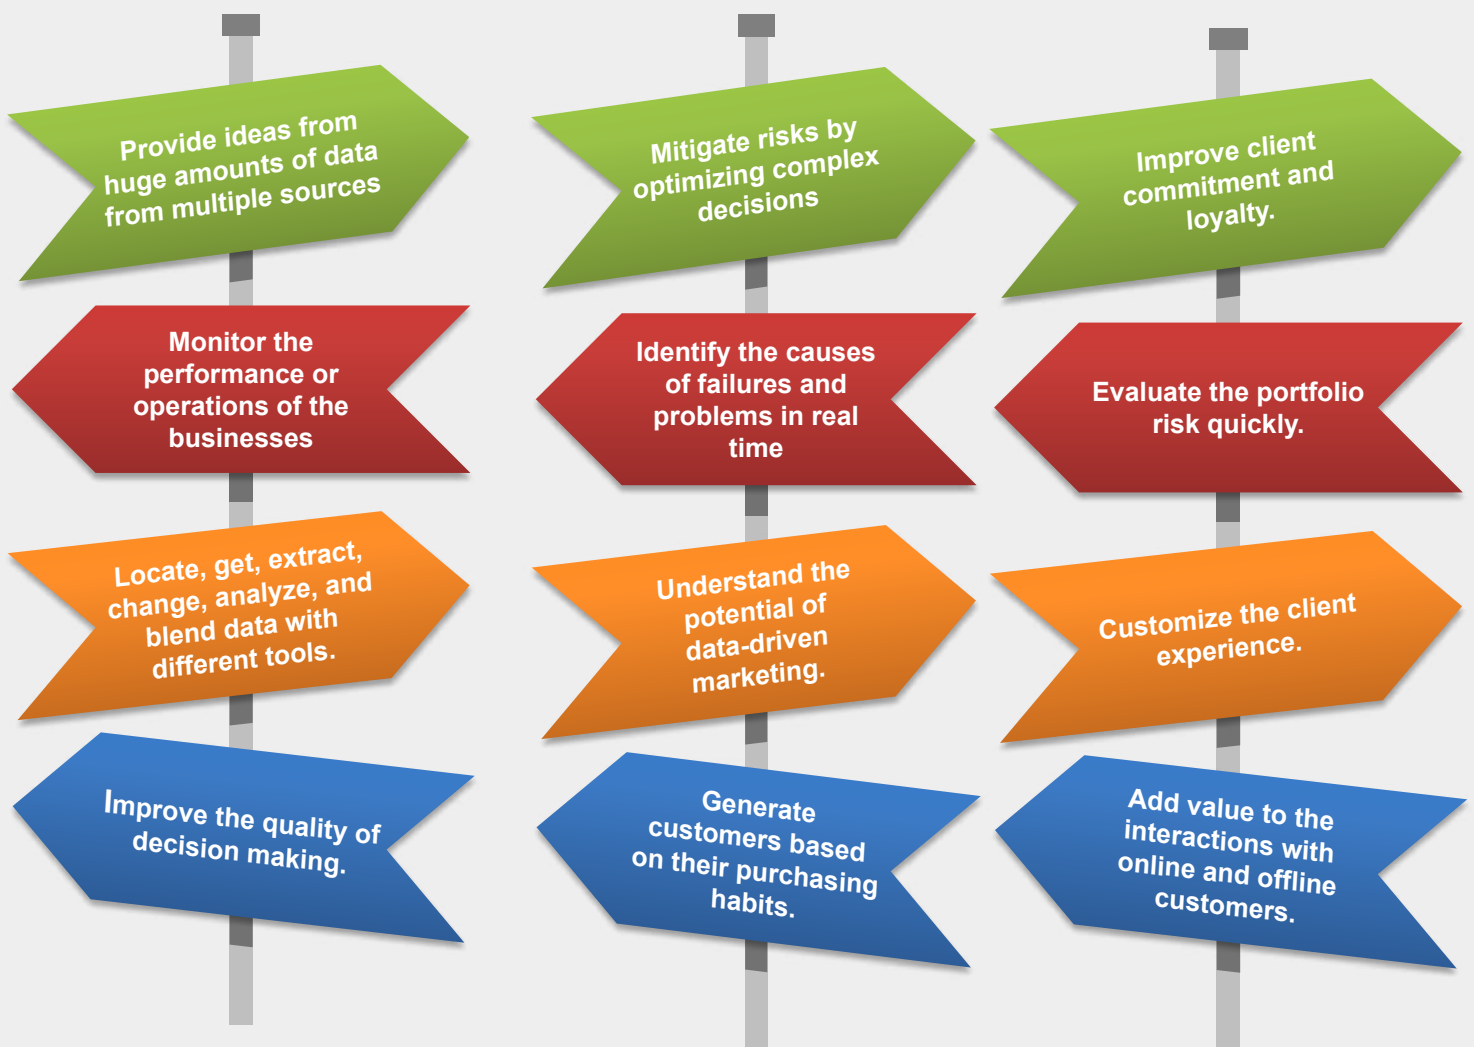 Provide ideas from
huge amounts of data
from multiple sources
Monitor the
performance or
operations of the
businesses
Locate, get, extract,
change, analyze, and
blend data with
different tools.
Improve the quality of
decision making.
Mitigate risks by
optimizing complex
decisions
Identify the causes
of failures and
problems in real
time
Understand the
potential of
data-driven
marketing.
Generate
customers based
on their purchasing
habits.
Improve client
commitment and
loyalty.
Evaluate the portfolio
risk quickly.
Customize the client
experience.
Add value to the
interactions with
online and offline
customers.